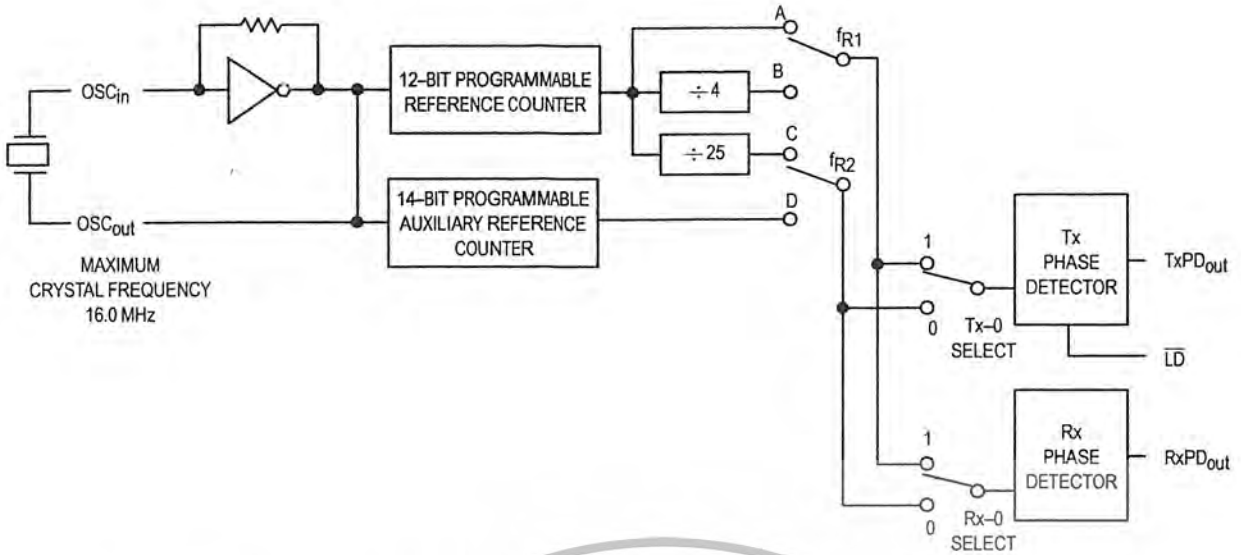 OSCin
12–BIT PROGRAMMABLE
REFERENCE COUNTER
A
fR1
÷ 4
B
÷ 25
C
fR2
OSCout
14–BIT PROGRAMMABLE
AUXILIARY REFERENCE
COUNTER
D
MAXIMUM
CRYSTAL FREQUENCY
16.0 MHz
1
0
Tx–0
SELECT
Tx
PHASE
DETECTOR
TxPDout
LD
1
0
Rx–0
SELECT
Rx
PHASE
DETECTOR
RxPDout